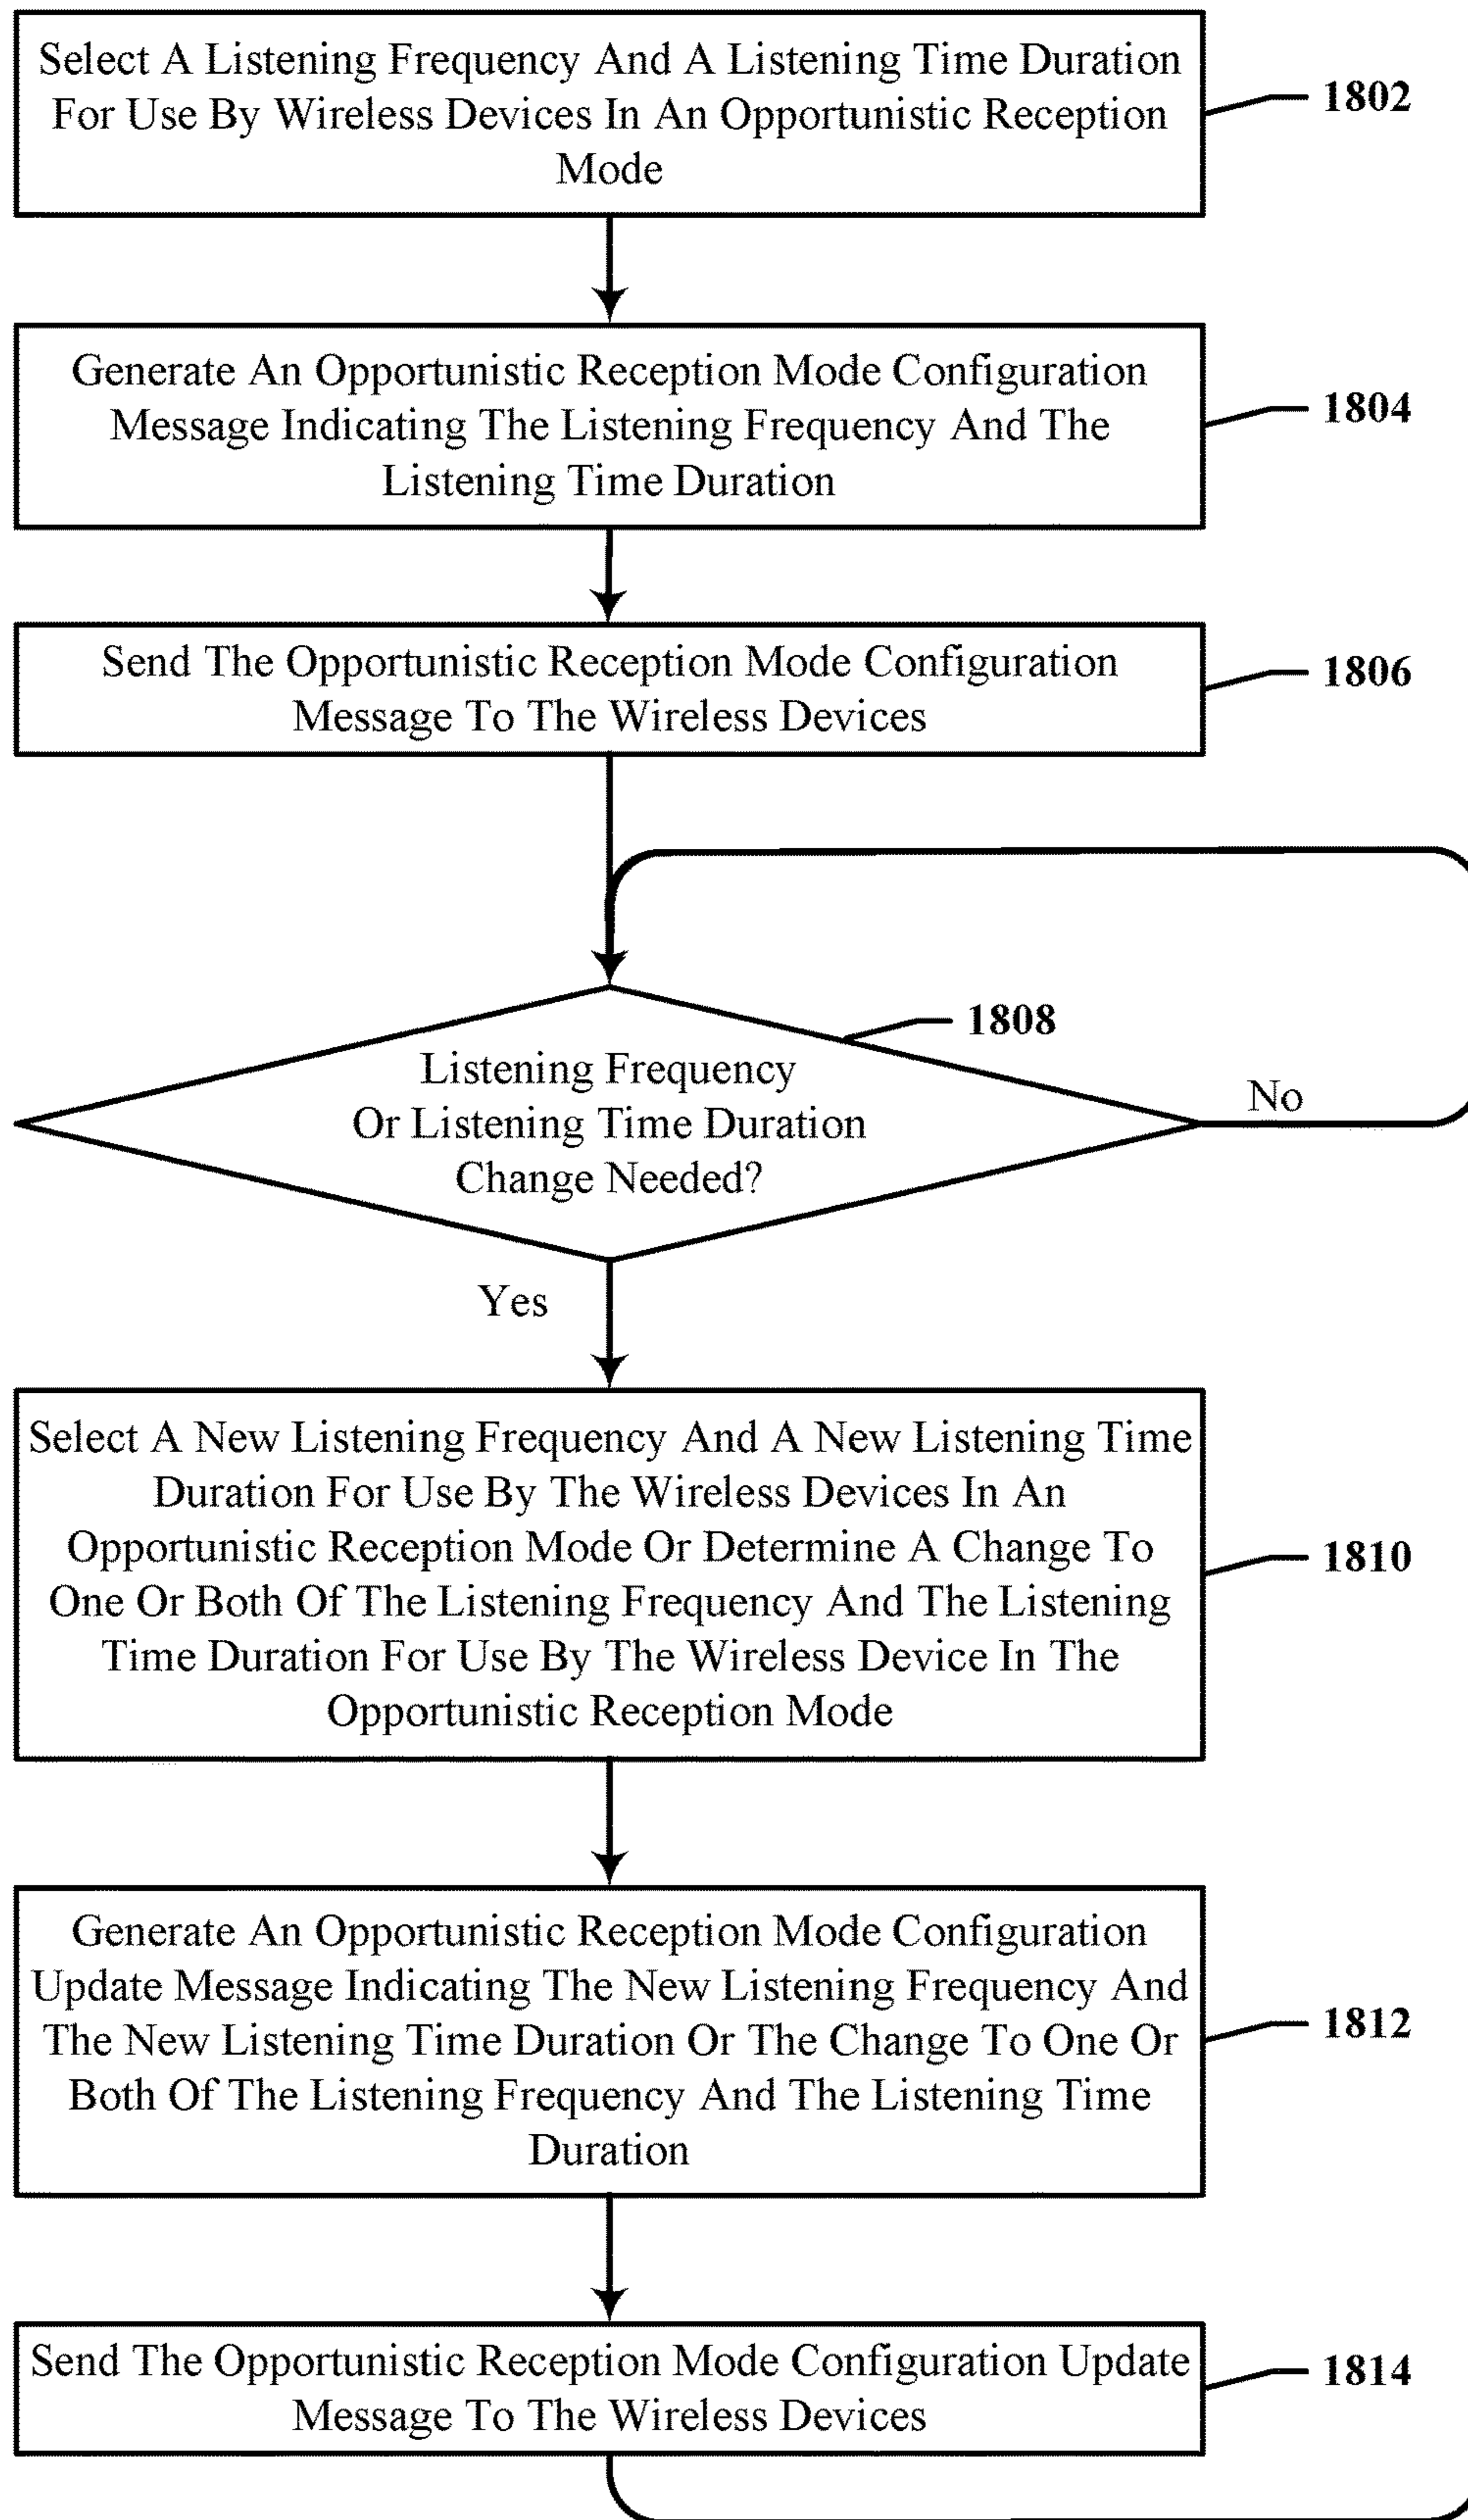 Select A Listening Frequency And A Listening Time Duration
For Use By Wireless Devices In An Opportunistic Reception
Mode
1802
Generate An Opportunistic Reception Mode Configuration
Message Indicating The Listening Frequency And The
Listening Time Duration
1804
Send The Opportunistic Reception Mode Configuration
Message To The Wireless Devices
1806
1808
Listening Frequency
Or Listening Time Duration
Change Needed?
No
Yes
Select A New Listening Frequency And A New Listening Time
Duration For Use By The Wireless Devices In An
Opportunistic Reception Mode Or Determine A Change To
One Or Both Of The Listening Frequency And The Listening
Time Duration For Use By The Wireless Device In The
Opportunistic Reception Mode
1810
Generate An Opportunistic Reception Mode Configuration
Update Message Indicating The New Listening Frequency And
The New Listening Time Duration Or The Change To One Or
Both Of The Listening Frequency And The Listening Time
Duration
1812
Send The Opportunistic Reception Mode Configuration Update
Message To The Wireless Devices
1814